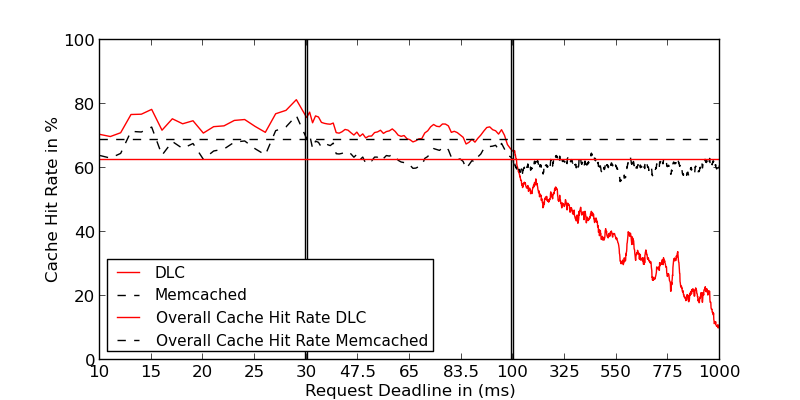 100
80
60
40
20
0
Cache Hit Rate in %
DLC
Memcached
Overall Cache Hit Rate DLC
Overall Cache Hit Rate Memcached
10 15 20 25 30 47.5 65 83.5 100 325 550 775 1000
Request Deadline in (ms)